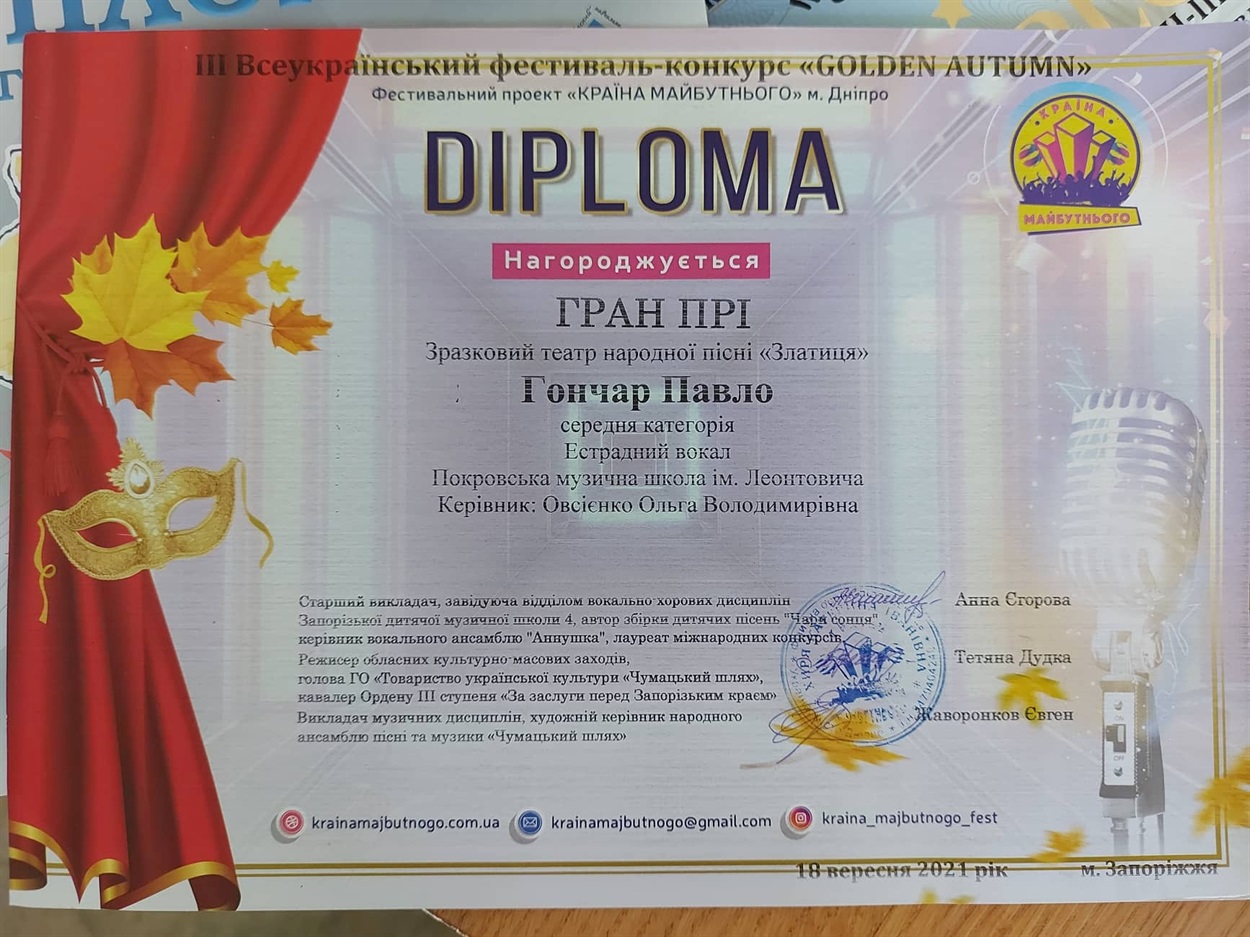 III Всеукраїнський фестиваль-конкурс «GOLDEN AUTUMN»
Фестивальний проект «КРАЇНА МАЙБУТНЬОГО» м. Дніпро
КРАЇНА
МАЙБУТНЬОГО
DIPLOMA
Нагороджується
ГРАН ПРІ
Зразковий театр народної пісні «Златиця»
Гончар Павло
середня категорія
Естрадний вокал
Покровська музична школа ім. Леонтовича
Керівник: Овсієнко Ольга Володимирівна
Старший викладач, завідуюча відділом вокально-хорових дисциплін
Запорізької дитячої музичної школи 4, автор збірки дитячих пісень "Чари сонця",
керівник вокального ансамблю "Аннушка", лауреат міжнародних конкурсів
Анна Єгорова
Режисер обласних культурно-масових заходів,
голова ГО «Товариство української культури «Чумацький шлях»,
кавалер Ордену III ступеня «За заслуги перед Запорізьким краєм»
Тетяна Дудка
Викладач музичних дисциплін, художній керівник народного
ансамблю пісні та музики «Чумацький шлях»
Жаворонков Євген
ІВАНІВНА
ON
OFF
krainamajbutnogo.com.ua
krainamajbutnogo@gmail.com
kraina_majbutnogo_fest
18 вересня 2021 рік
м. Запоріжжя